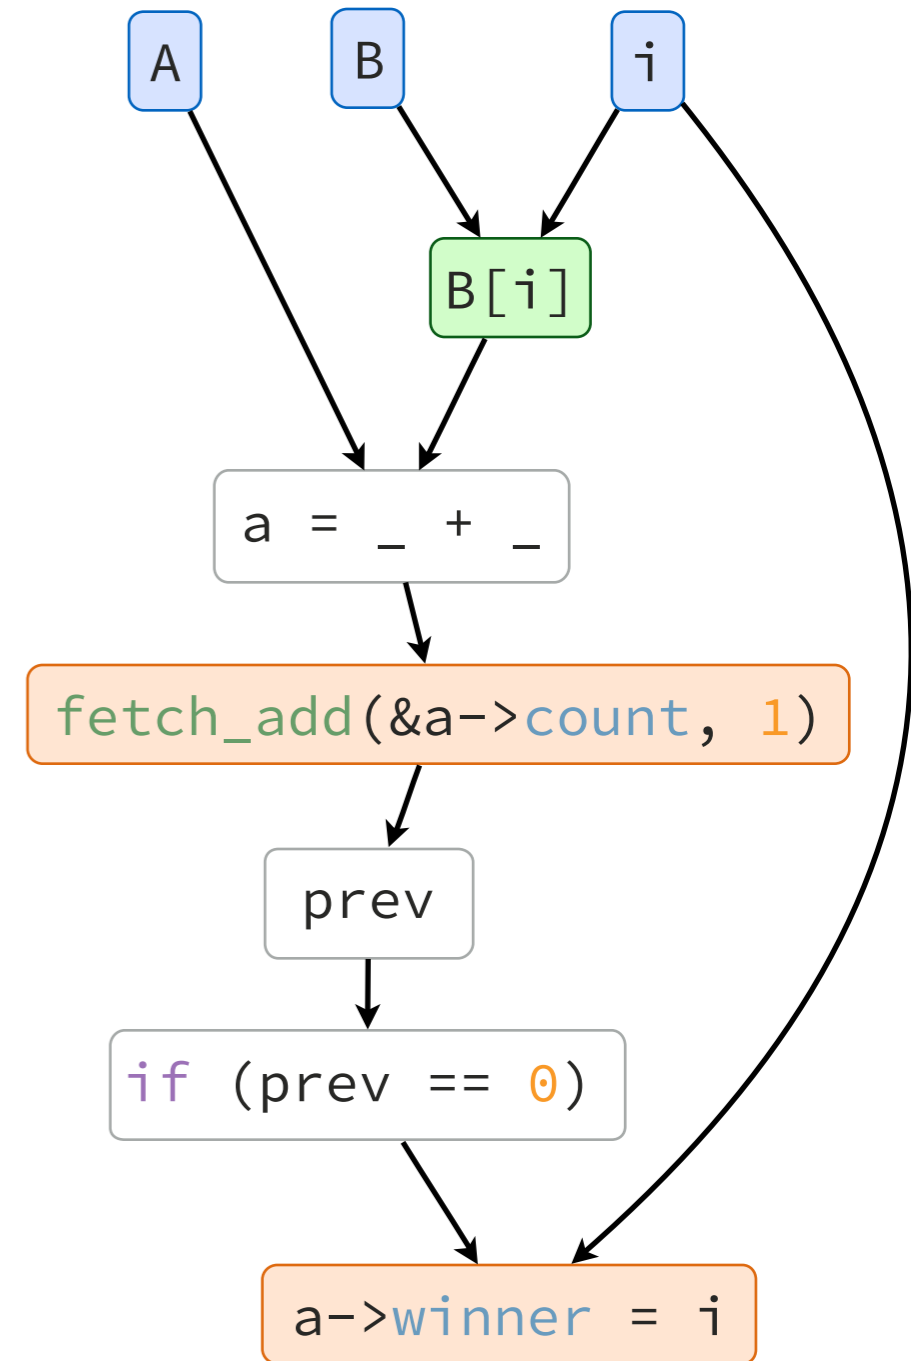 A
B
i
B[i]
a = _ + _
fetch_add(&a->count, 1)
prev
if (prev == 0)
a->winner = i